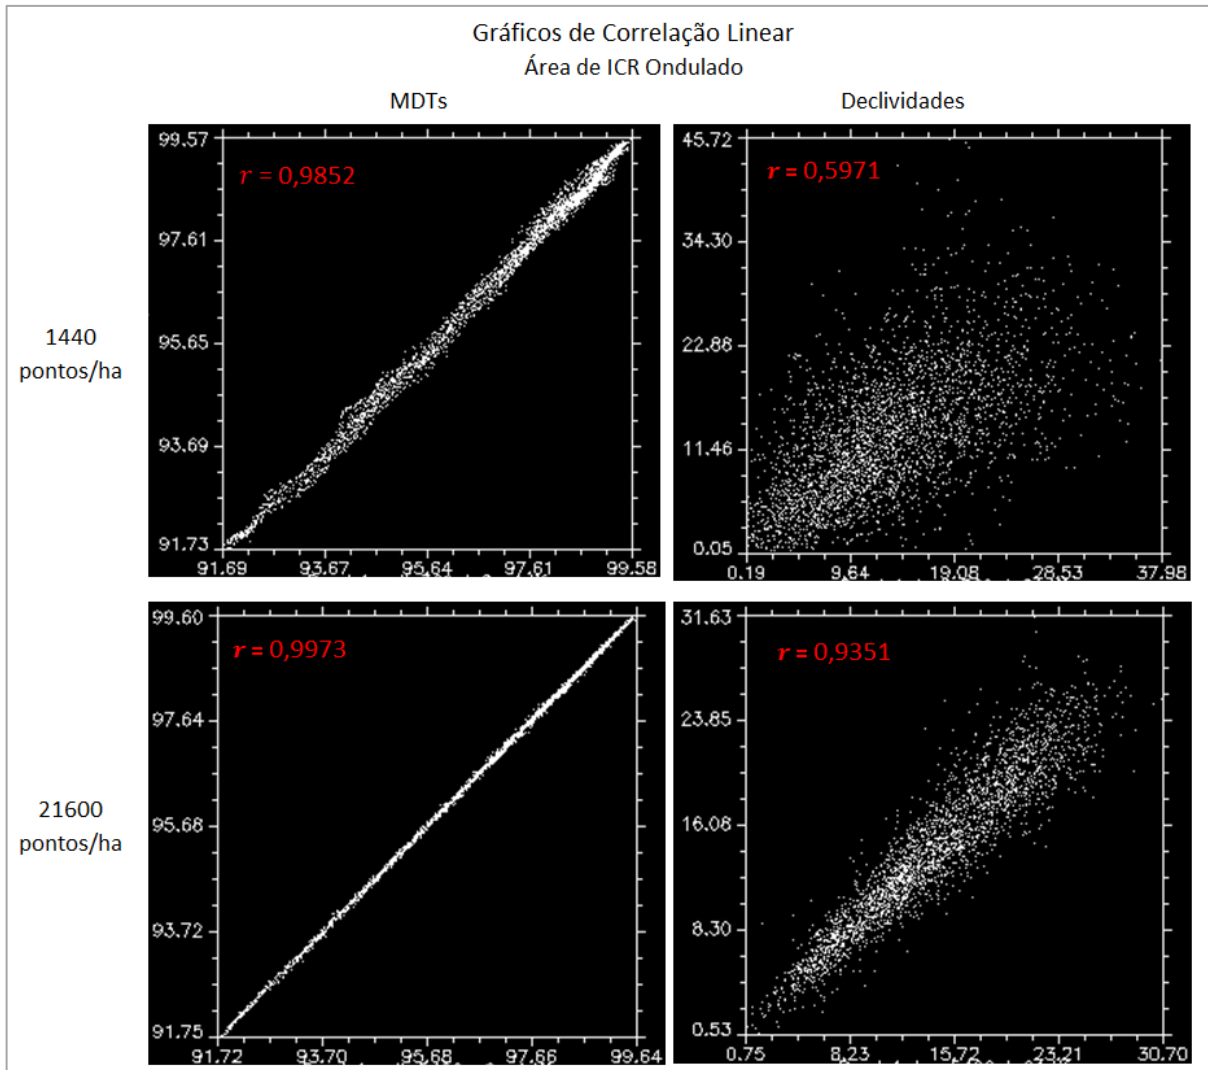 Gráficos de Correlação Linear
Área de ICR Ondulado
MDTs
Declividades
1440
pontos/ha
99.57
97.61
95.65
93.69
91.73
r = 0,9852
91.69 93.67 95.64 97.61 99.58
45.72
34.30
22.88
11.46
0.05
r = 0,5971
0.19 9.64 19.08 28.53 37.98
21600
pontos/ha
99.60
97.64
95.68
93.72
91.75
r = 0,9973
91.72 93.70 95.68 97.66 99.64
31.63
23.85
16.08
8.30
0.53
r = 0,9351
0.75 8.23 15.72 23.21 30.70